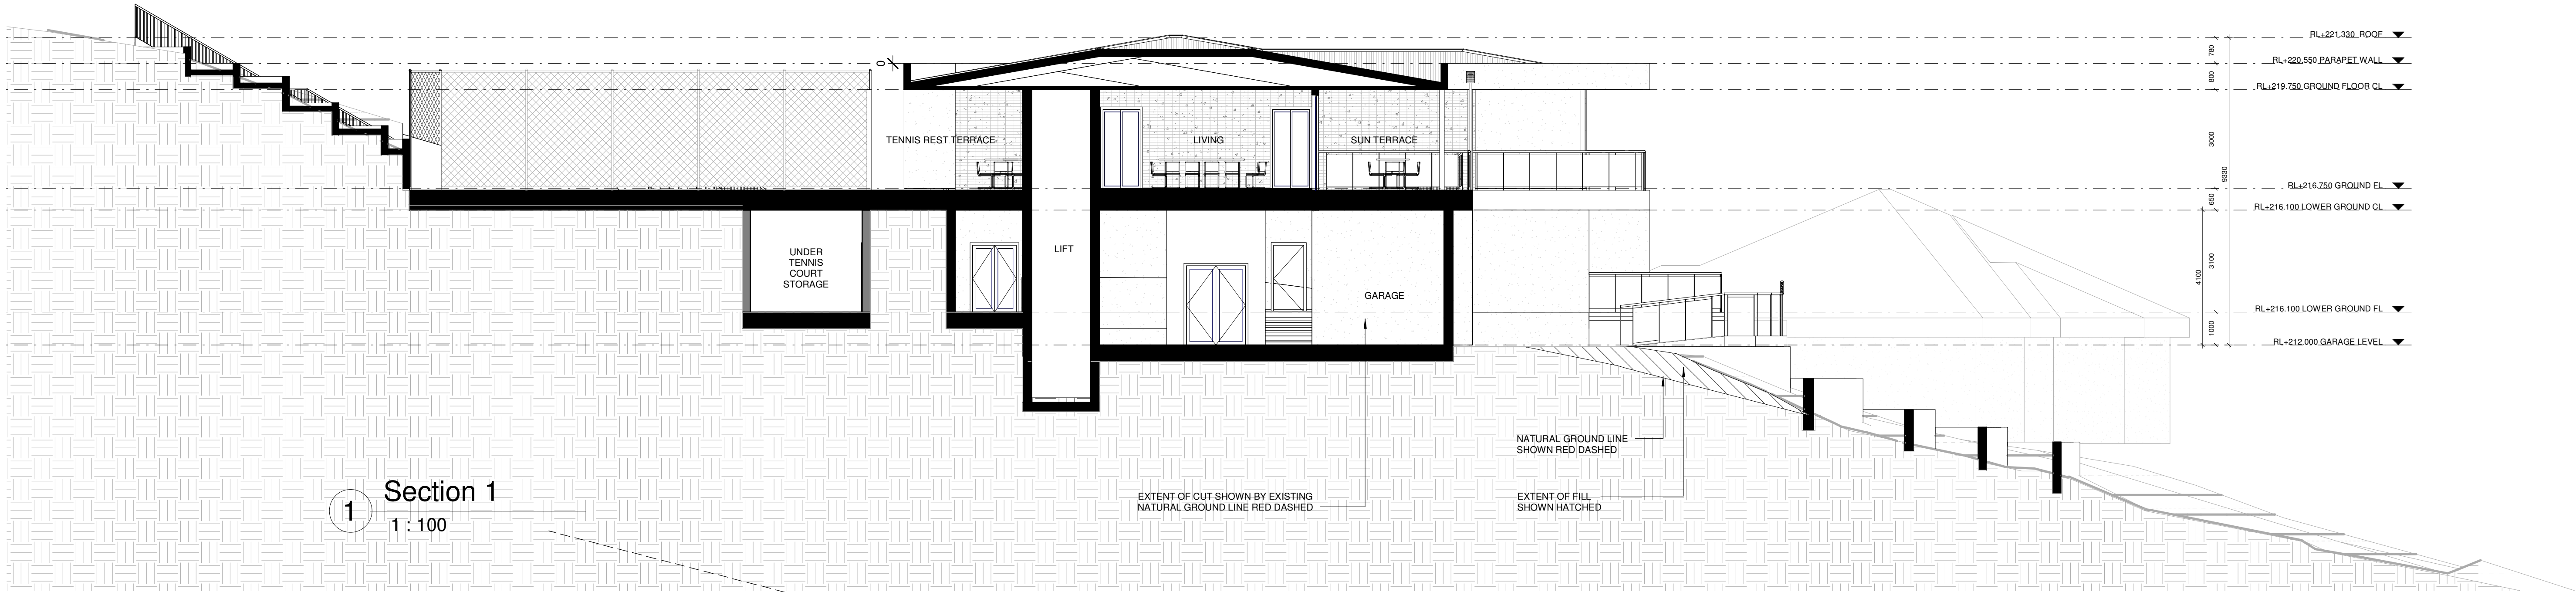 RL+221.330 ROOF
RL+220.550 PARAPET WALL
RL+219.750 GROUND FLOOR CL
RL+216.750 GROUND FL
RL+216.100 LOWER GROUND CL
RL+216.100 LOWER GROUND FL
RL+212.000 GARAGE LEVEL
780
800
3000
650
3100
1000
4100
9330
0
TENNIS REST TERRACE
LIVING
SUN TERRACE
UNDER
TENNIS
COURT
STORAGE
LIFT
GARAGE
NATURAL GROUND LINE
SHOWN RED DASHED
EXTENT OF CUT SHOWN BY EXISTING
NATURAL GROUND LINE RED DASHED
EXTENT OF FILL
SHOWN HATCHED
1
Section 1
1 : 100